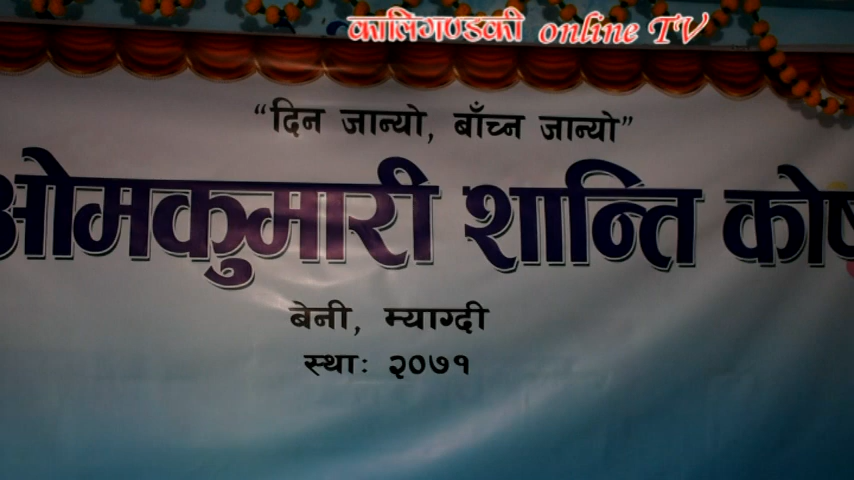 कालिगण्डकी online TV
“दिन जान्यो, बाँच्न जान्यो”
ओमकुमारी शान्ति कोष
बेनी, म्याग्दी
स्थाः २०७१